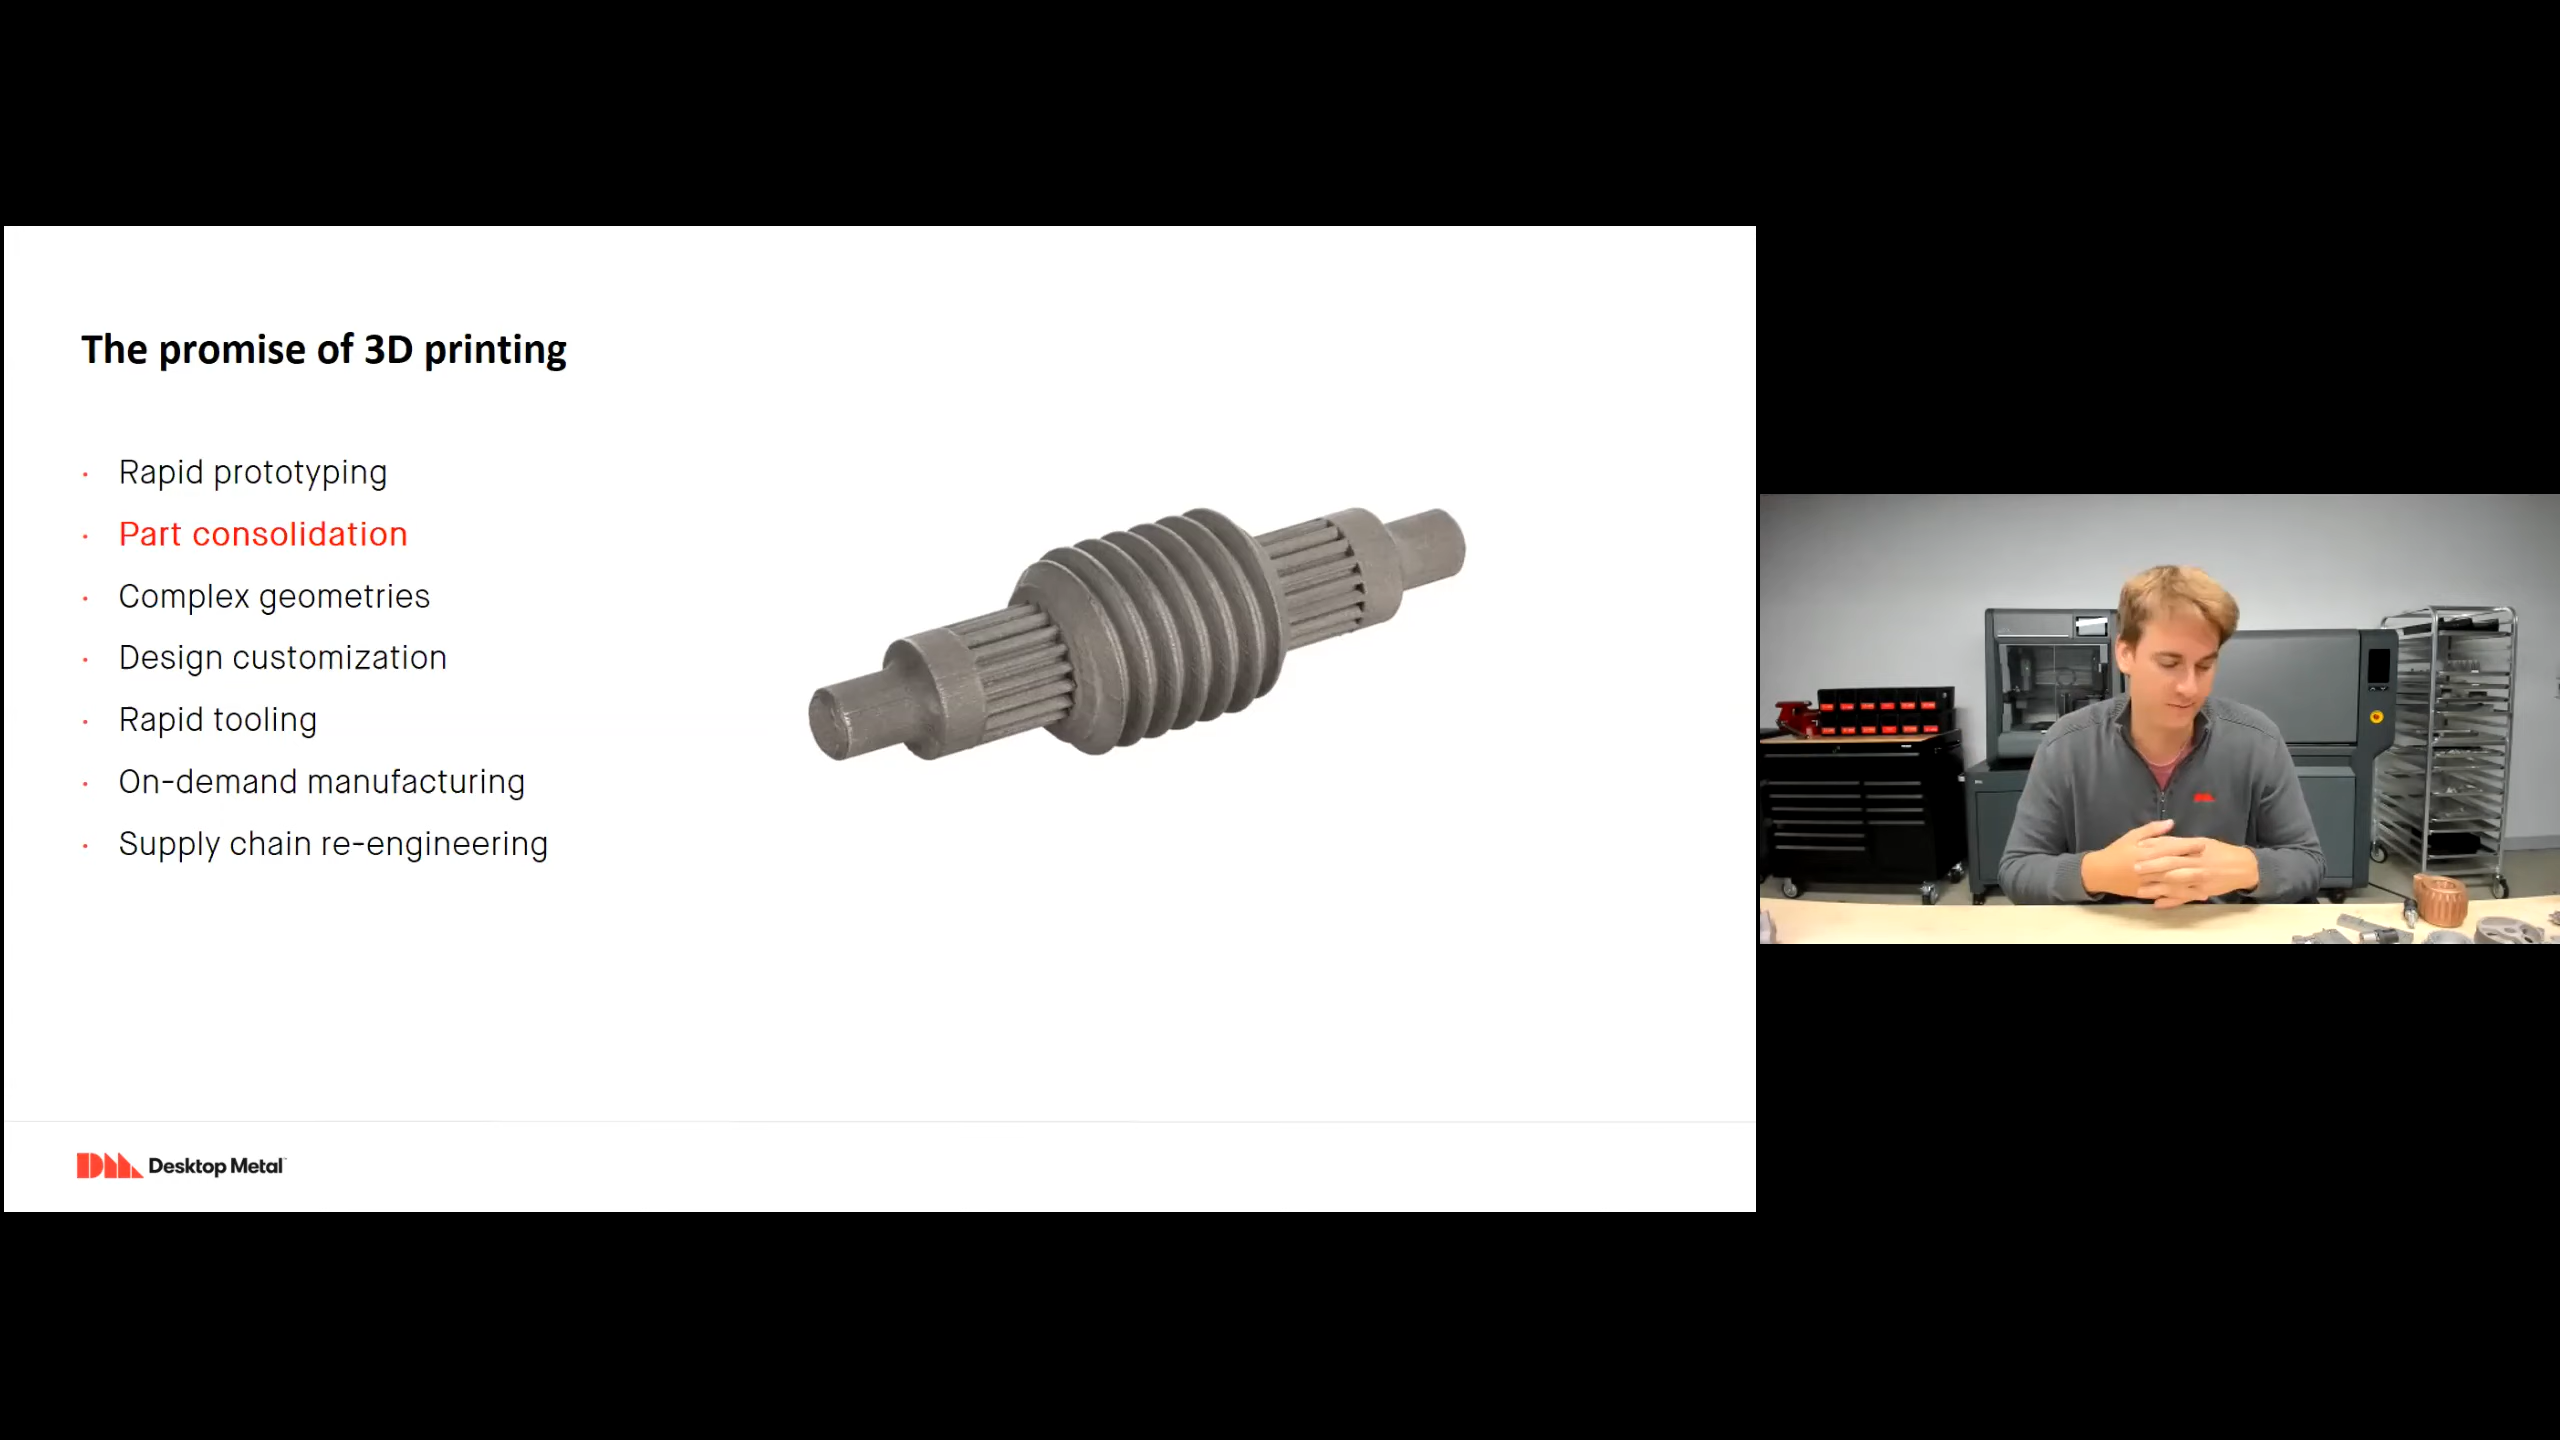 The promise of 3D printing
· Rapid prototyping
· Part consolidation
· Complex geometries
· Design customization
· Rapid tooling
· On-demand manufacturing
· Supply chain re-engineering
DM Desktop Metal